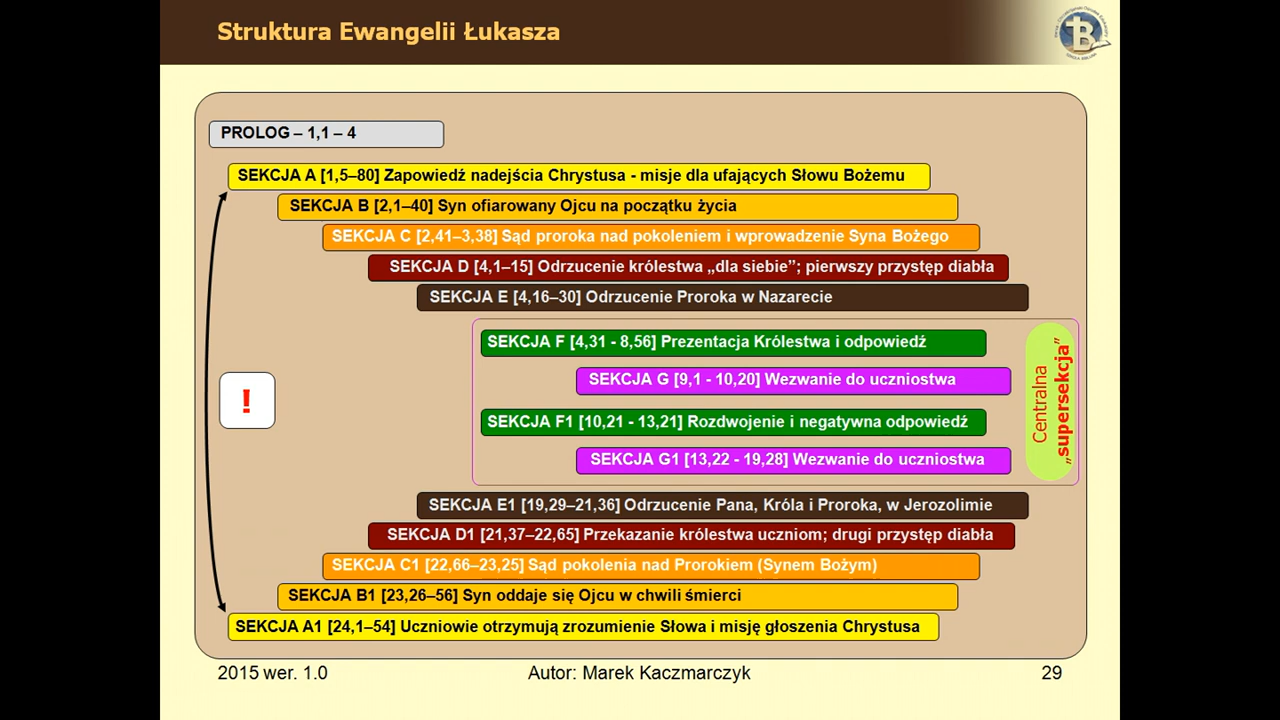 Struktura Ewangelii Łukasza
PROLOG – 1,1 – 4
SEKCJA A [1,5–80] Zapowiedź nadejścia Chrystusa - misje dla ufających Słowu Bożemu
SEKCJA B [2,1–40] Syn ofiarowany Ojcu na początku życia
SEKCJA C [2,41–3,38] Sąd proroka nad pokoleniem i wprowadzenie Syna Bożego
SEKCJA D [4,1–15] Odrzucenie królestwa „dla siebie”; pierwszy przystęp diabła
SEKCJA E [4,16–30] Odrzucenie Proroka w Nazarecie
SEKCJA F [4,31 - 8,56] Prezentacja Królestwa i odpowiedź
SEKCJA G [9,1 - 10,20] Wezwanie do uczniostwa
!
SEKCJA F1 [10,21 - 13,21] Rozdwojenie i negatywna odpowiedź
SEKCJA G1 [13,22 - 19,28] Wezwanie do uczniostwa
Centralna
„supersekcja”
SEKCJA E1 [19,29–21,36] Odrzucenie Pana, Króla i Proroka, w Jerozolimie
SEKCJA D1 [21,37–22,65] Przekazanie królestwa uczniom; drugi przystęp diabła
SEKCJA C1 [22,66–23,25] Sąd pokolenia nad Prorokiem (Synem Bożym)
SEKCJA B1 [23,26–56] Syn oddaje się Ojcu w chwili śmierci
SEKCJA A1 [24,1–54] Uczniowie otrzymują zrozumienie Słowa i misję głoszenia Chrystusa
2015 wer. 1.0
Autor: Marek Kaczmarczyk
29